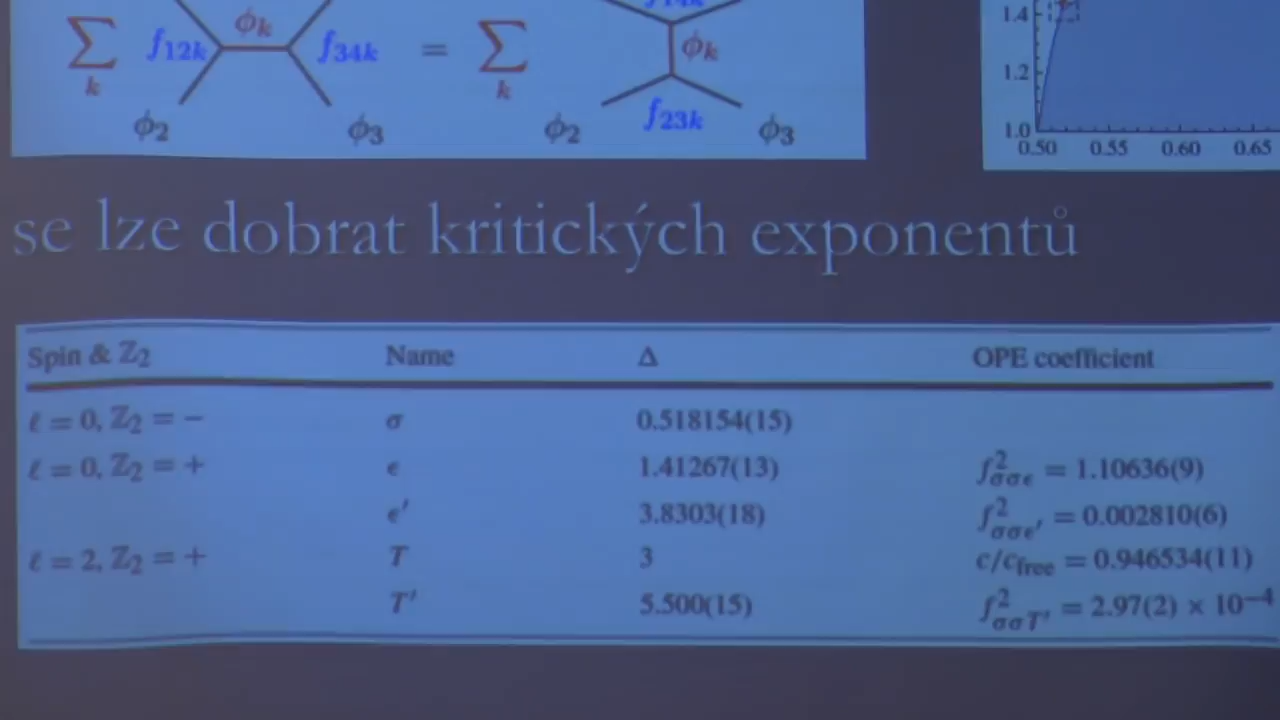 ∑ f12k ϕk f34k = ∑ ϕk
k k
ϕ2 ϕ3 ϕ2 f23k ϕ3
1.4
1.2
1.0
0.50 0.55 0.60 0.65
se lze dobrat kritických exponentů
Spin & ℤ2 Name Δ OPE coefficient
ℓ = 0, ℤ2 = − σ 0.518154(15)
ℓ = 0, ℤ2 = + ϵ 1.41267(13) f²σσϵ = 1.10636(9)
ϵ′ 3.8303(18) f²σσϵ′ = 0.002810(6)
ℓ = 2, ℤ2 = + T 3 c/cfree = 0.946534(11)
T′ 5.500(15) f²σσT′ = 2.97(2) × 10−4